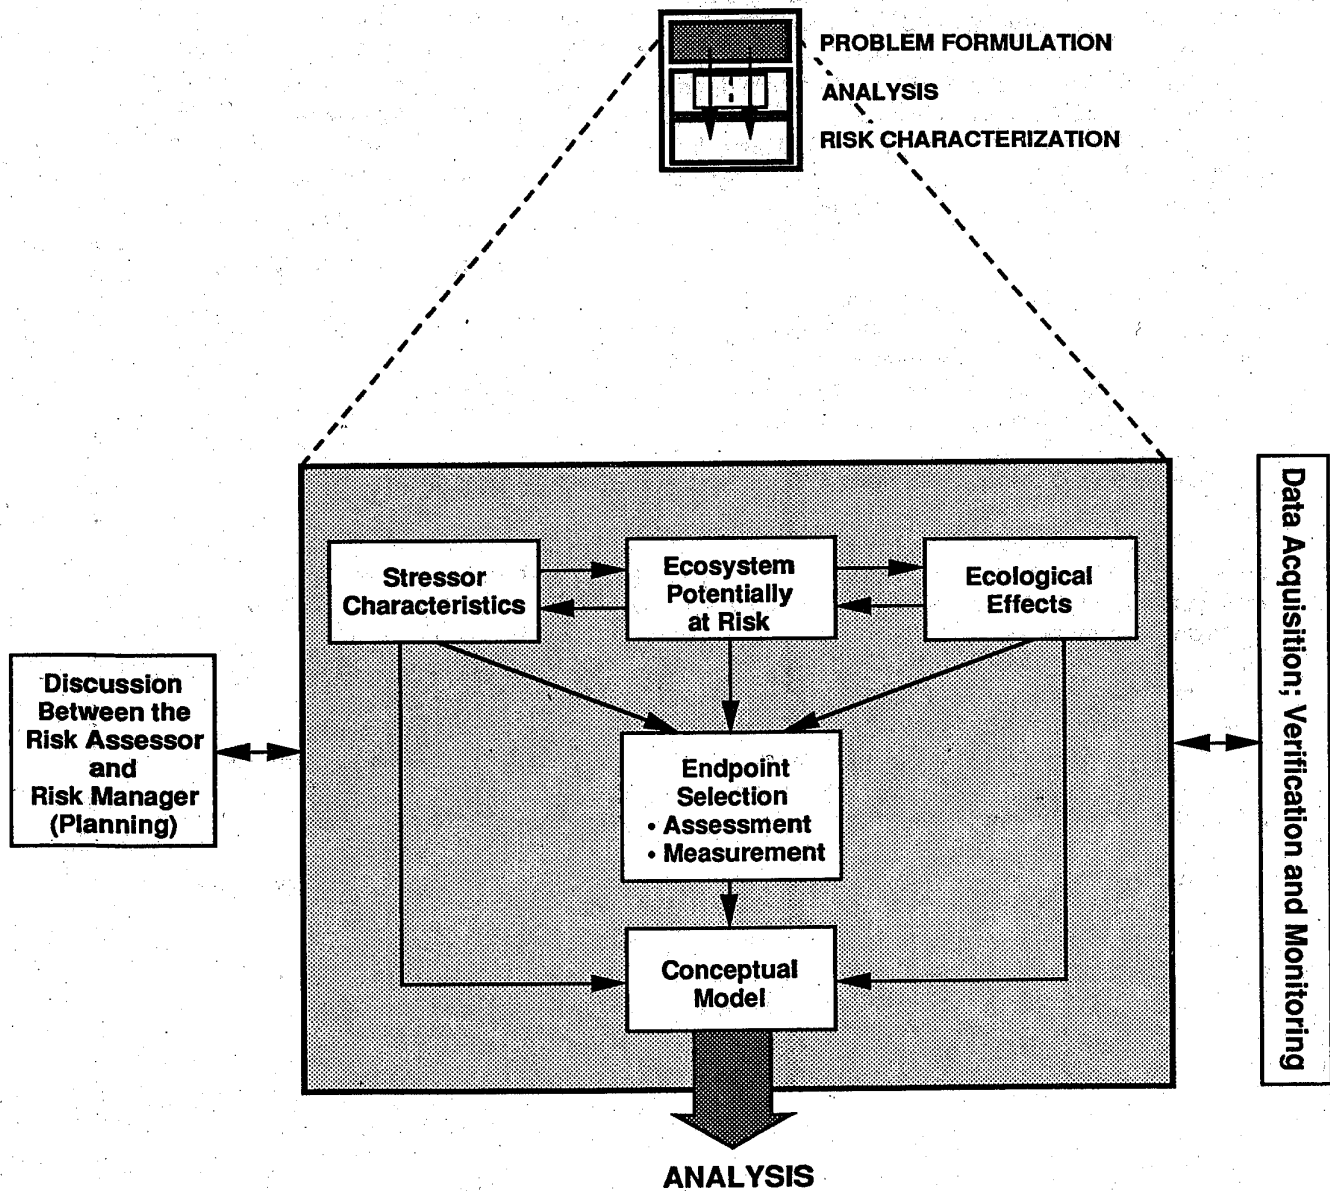 PROBLEM FORMULATION
ANALYSIS
RISK CHARACTERIZATION
Stressor
Characteristics
Ecosystem
Potentially
at Risk
Ecological
Effects
Discussion
Between the
Risk Assessor
and
Risk Manager
(Planning)
Endpoint
Selection
• Assessment
• Measurement
Conceptual
Model
Data Acquisition; Verification and Monitoring
ANALYSIS